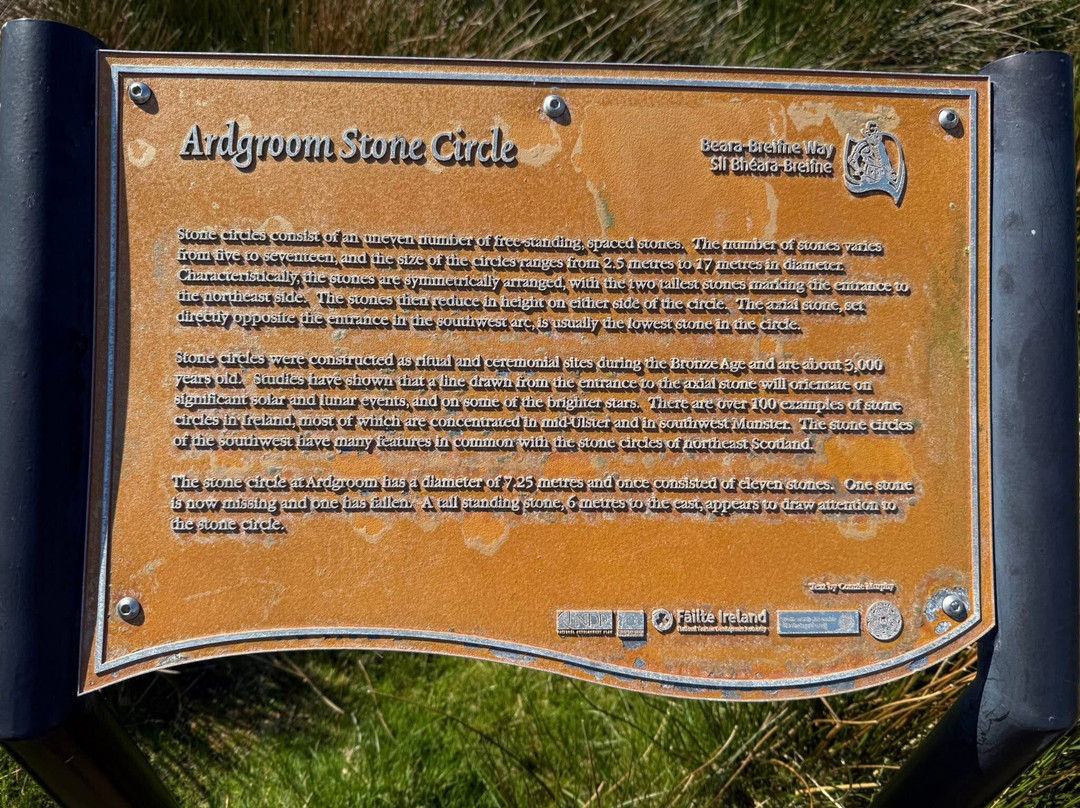 Ardgroom Stone Circle
Beara-Breifne Way
Slí Bhéara-Breifne
Stone circles consist of an uneven number of free-standing, spaced stones. The number of stones varies
from five to seventeen, and the size of the circles ranges from 2.5 metres to 17 metres in diameter.
Characteristically, the stones are symmetrically arranged, with the two tallest stones marking the entrance to
the northeast side. The stones then reduce in height on either side of the circle. The axial stone, set
directly opposite the entrance in the southwest arc, is usually the lowest stone in the circle.
Stone circles were constructed as ritual and ceremonial sites during the Bronze Age and are about 3,000
years old. Studies have shown that a line drawn from the entrance to the axial stone will orientate on
significant solar and lunar events, and on some of the brighter stars. There are over 100 examples of stone
circles in Ireland, most of which are concentrated in mid-Ulster and in southwest Munster. The stone circles
of the southwest have many features in common with the stone circles of northeast Scotland.
The stone circle at Ardgroom has a diameter of 7.25 metres and once consisted of eleven stones. One stone
is now missing and one has fallen. A tall standing stone, 6 metres to the east, appears to draw attention to
the stone circle.
Text by Connie Murphy
NDP
Fáilte Ireland